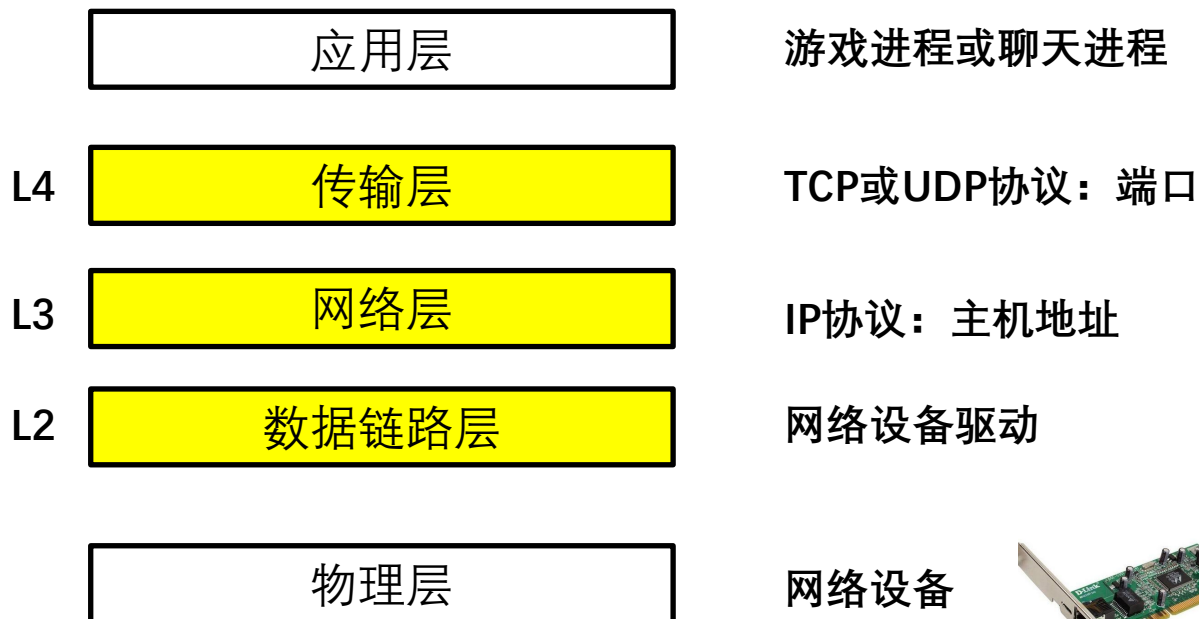 应用层 游戏进程或聊天进程
L4 传输层 TCP或UDP协议：端口
L3 网络层 IP协议：主机地址
L2 数据链路层 网络设备驱动
物理层 网络设备
D-Link